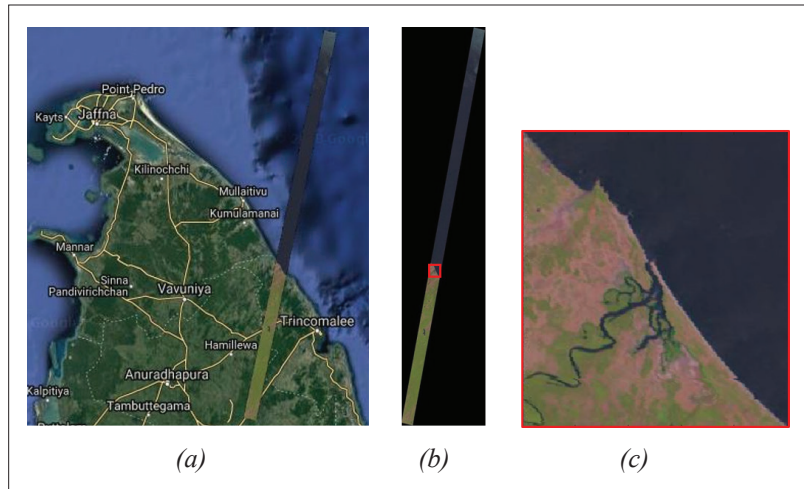 Point Pedro
Jaffna
Kayts
Kilinochchi
Mullaitivu
Kumulamanai
Mannar
Sinna
Pandivirichchan
Vavuniya
Trincomalee
Hamillewa
Anuradhapura
Kalpitiya
Tambuttegama
(a)
(b)
(c)